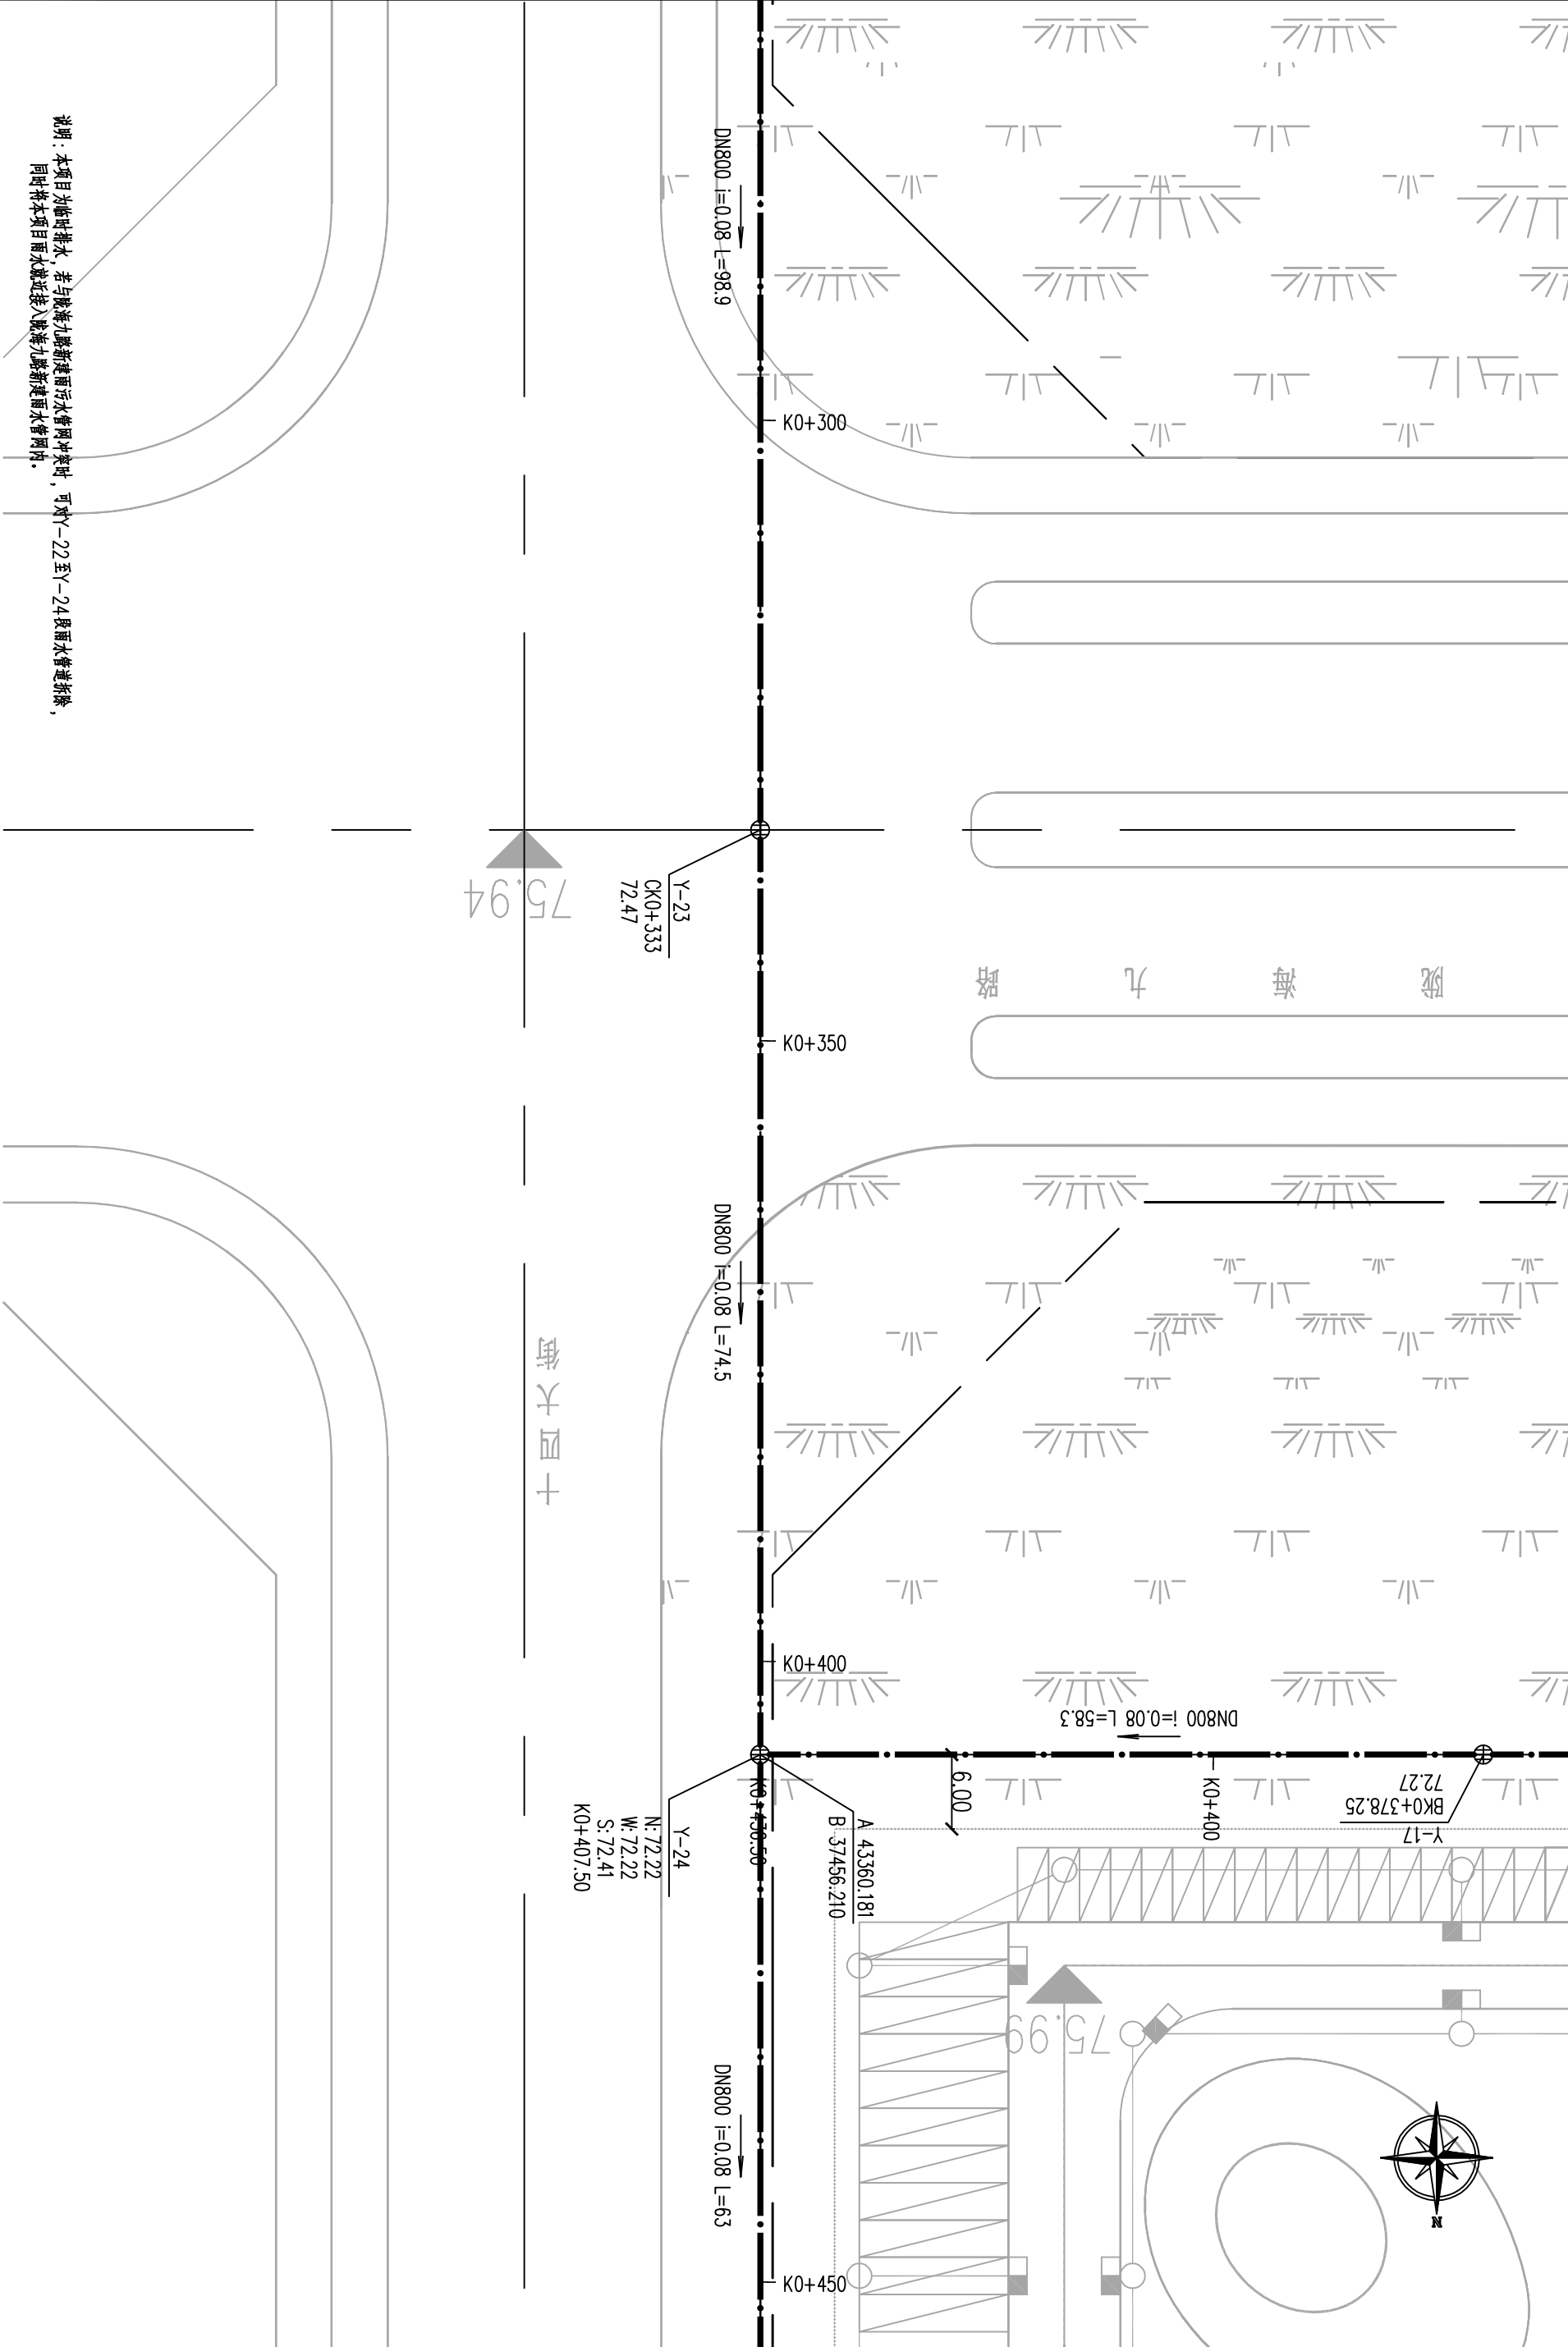 说明：本项目为临时排水，若与陇海九路新建雨污水管网冲突时，可对Y-22至Y-24段雨水管道拆除，
同时将本项目雨水就近接入陇海九路新建雨水管网内。
DN800 i=0.08 L=98.9
K0+300
75.94
Y-23
CK0+333
72.47
陇海九路
K0+350
DN800 i=0.08 L=74.5
十四大街
K0+400
DN800 i=0.08 L=58.3
6.00
K0+400
Y-17
BK0+378.25
72.27
K0+436.50
A 43360.181
B 37456.210
Y-24
N:72.22
W:72.22
S:72.41
K0+407.50
75.99
DN800 i=0.08 L=63
K0+450
N